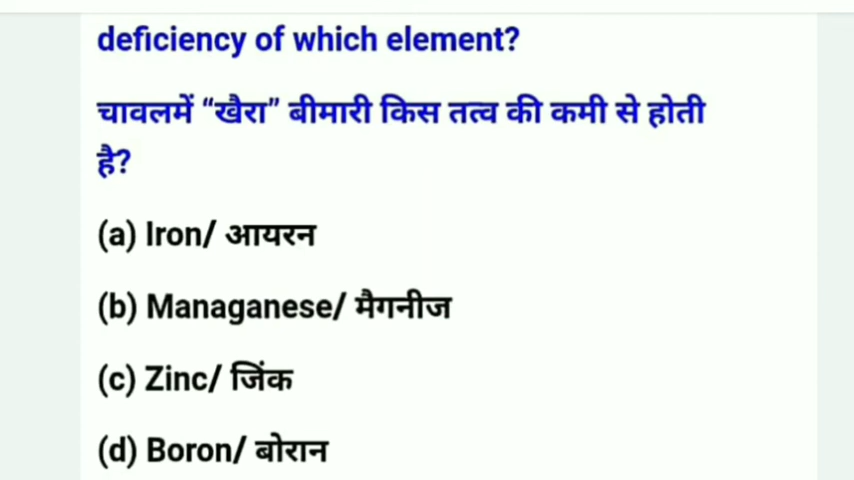 deficiency of which element?
चावलमें “खैरा” बीमारी किस तत्व की कमी से होती
है?
(a) Iron/ आयरन
(b) Managanese/ मैगनीज
(c) Zinc/ जिंक
(d) Boron/ बोरान